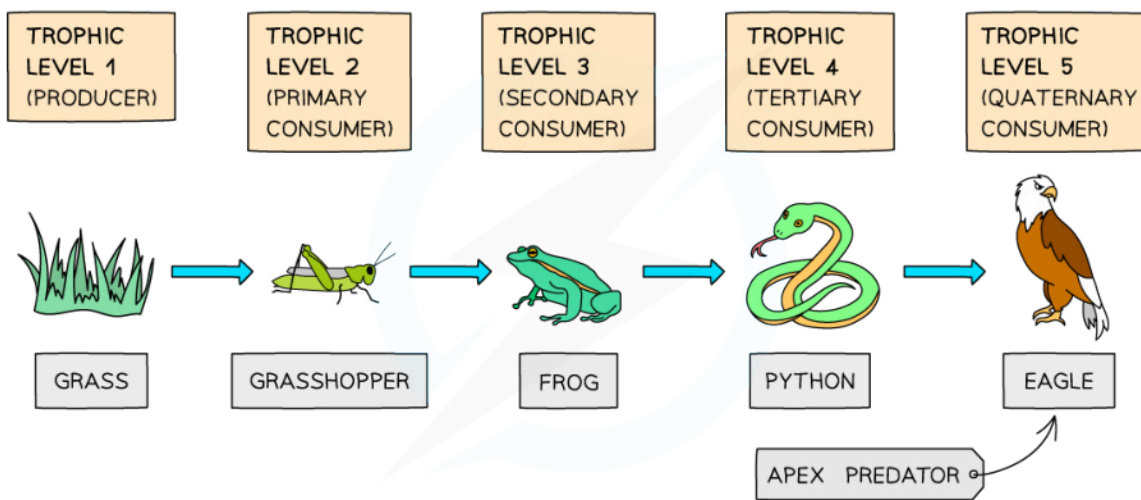 TROPHIC
LEVEL 1
(PRODUCER)
TROPHIC
LEVEL 2
(PRIMARY
CONSUMER)
TROPHIC
LEVEL 3
(SECONDARY
CONSUMER)
TROPHIC
LEVEL 4
(TERTIARY
CONSUMER)
TROPHIC
LEVEL 5
(QUATERNARY
CONSUMER)
GRASS
GRASSHOPPER
FROG
PYTHON
EAGLE
APEX PREDATOR